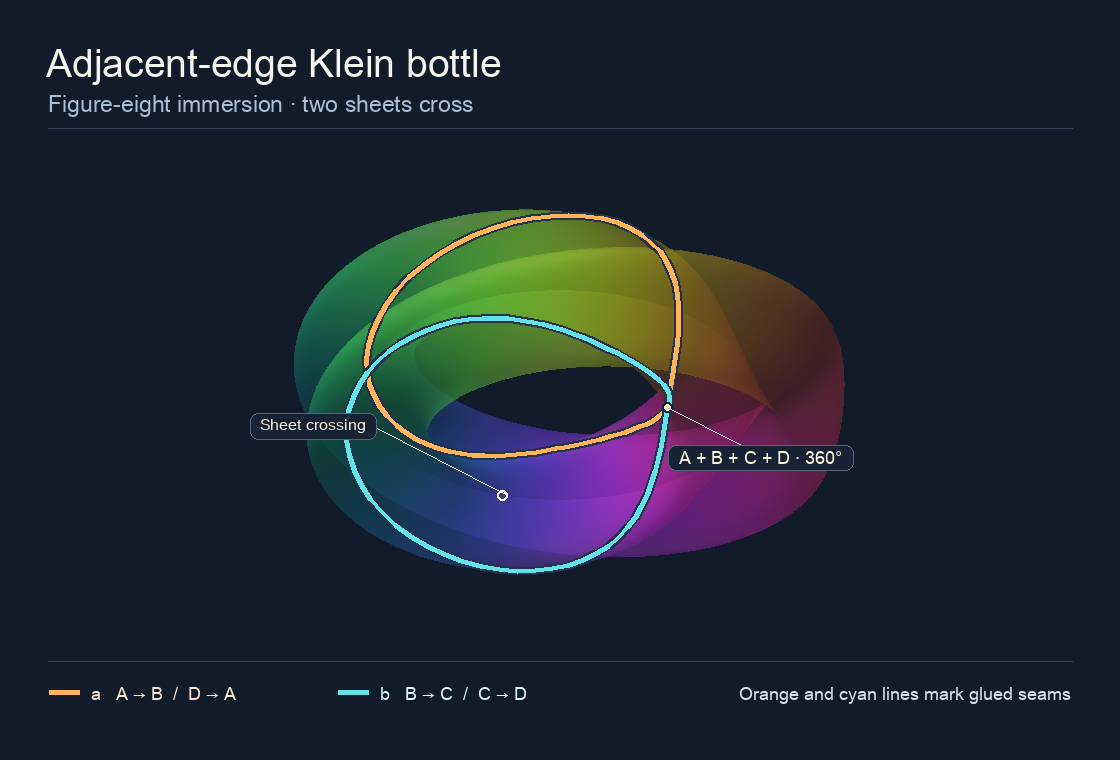 Adjacent-edge Klein bottle
Figure-eight immersion · two sheets cross
Sheet crossing
A + B + C + D · 360°
a A→B / D→A
b B→C / C→D
Orange and cyan lines mark glued seams